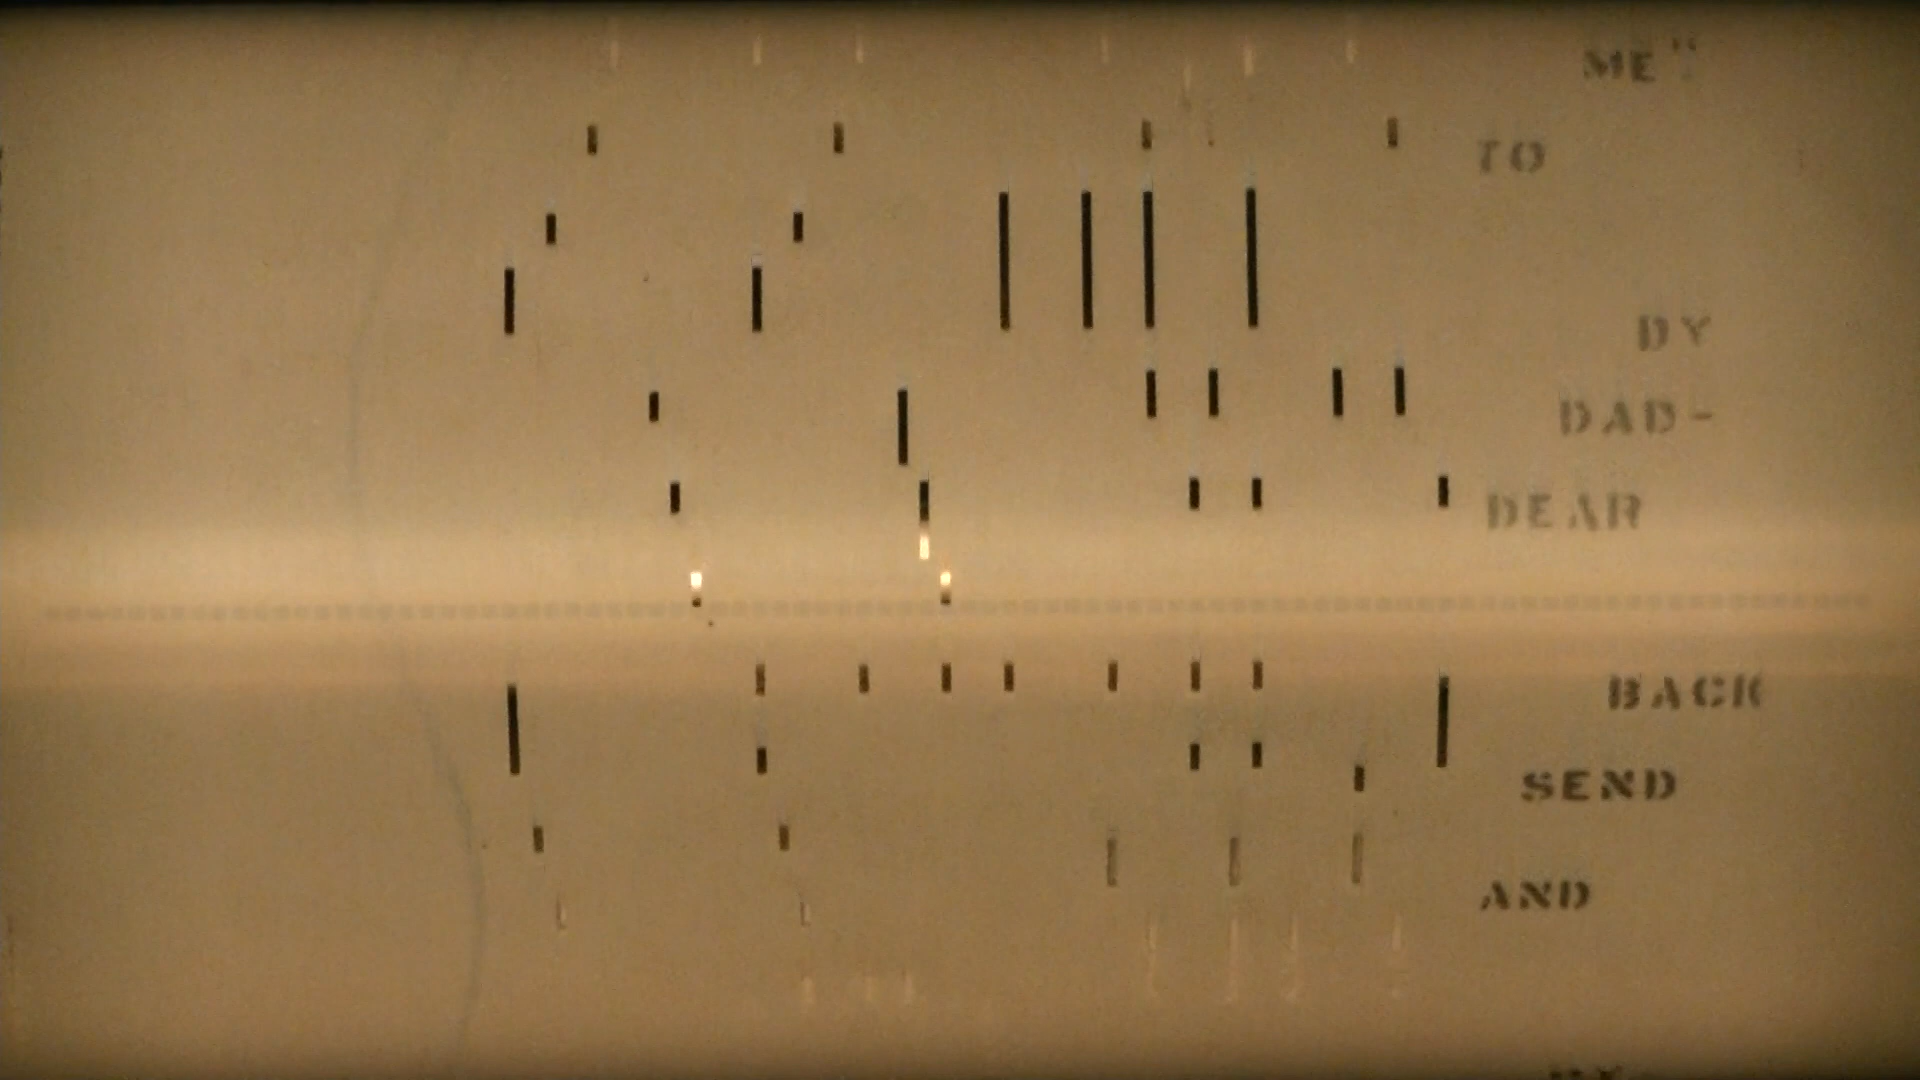 ME"
TO
DY
DAD-
DEAR
BACK
SEND
AND